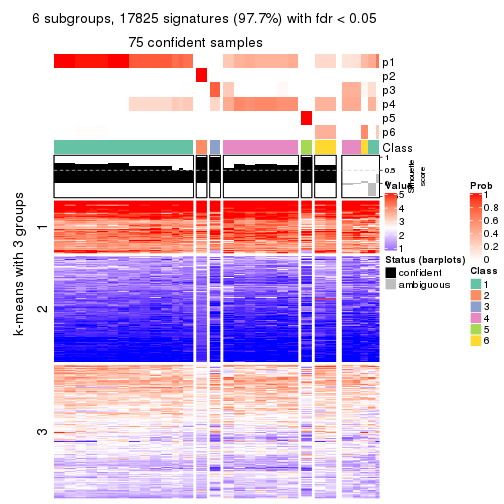 6 subgroups, 17825 signatures (97.7%) with fdr < 0.05
75 confident samples
p1
p2
p3
p4
p5
p6
Class
1
0.5
0
Silhouette
score
k-means with 3 groups
1
2
3
Value
5
4
3
2
1
Status (barplots)
confident
ambiguous
Prob
1
0.8
0.6
0.4
0.2
0
Class
1
2
3
4
5
6